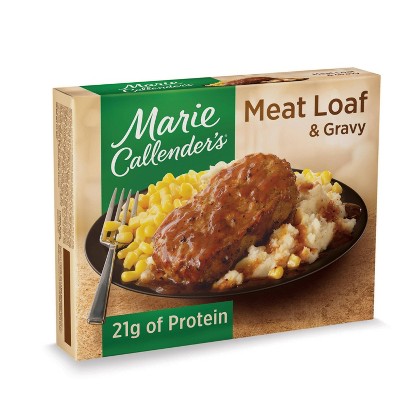 Marie
Callender's®
Meat Loaf
& Gravy
21g of Protein